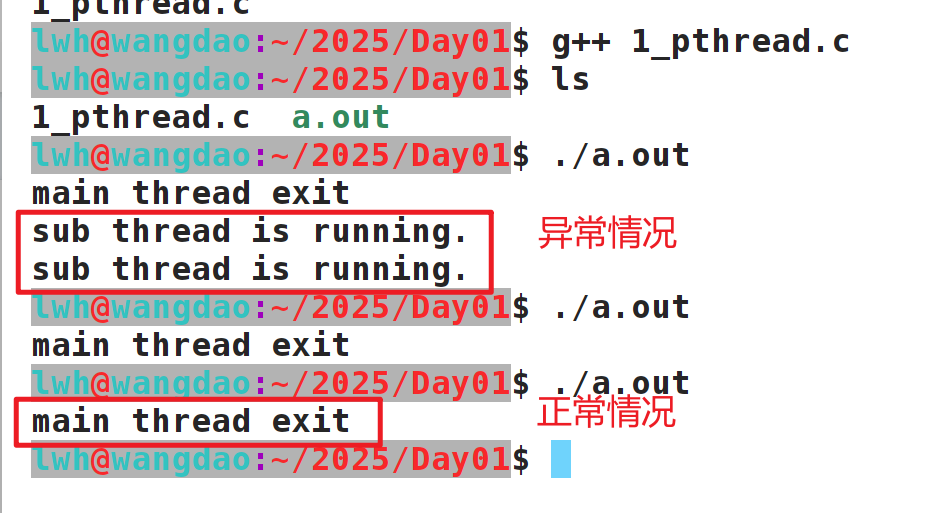 1_pthread.c
lwh@wangdao:~/2025/Day01$ g++ 1_pthread.c
lwh@wangdao:~/2025/Day01$ ls
1_pthread.c  a.out
lwh@wangdao:~/2025/Day01$ ./a.out
main thread exit
sub thread is running. 异常情况
sub thread is running.
lwh@wangdao:~/2025/Day01$ ./a.out
main thread exit
lwh@wangdao:~/2025/Day01$ ./a.out
main thread exit 正常情况
lwh@wangdao:~/2025/Day01$